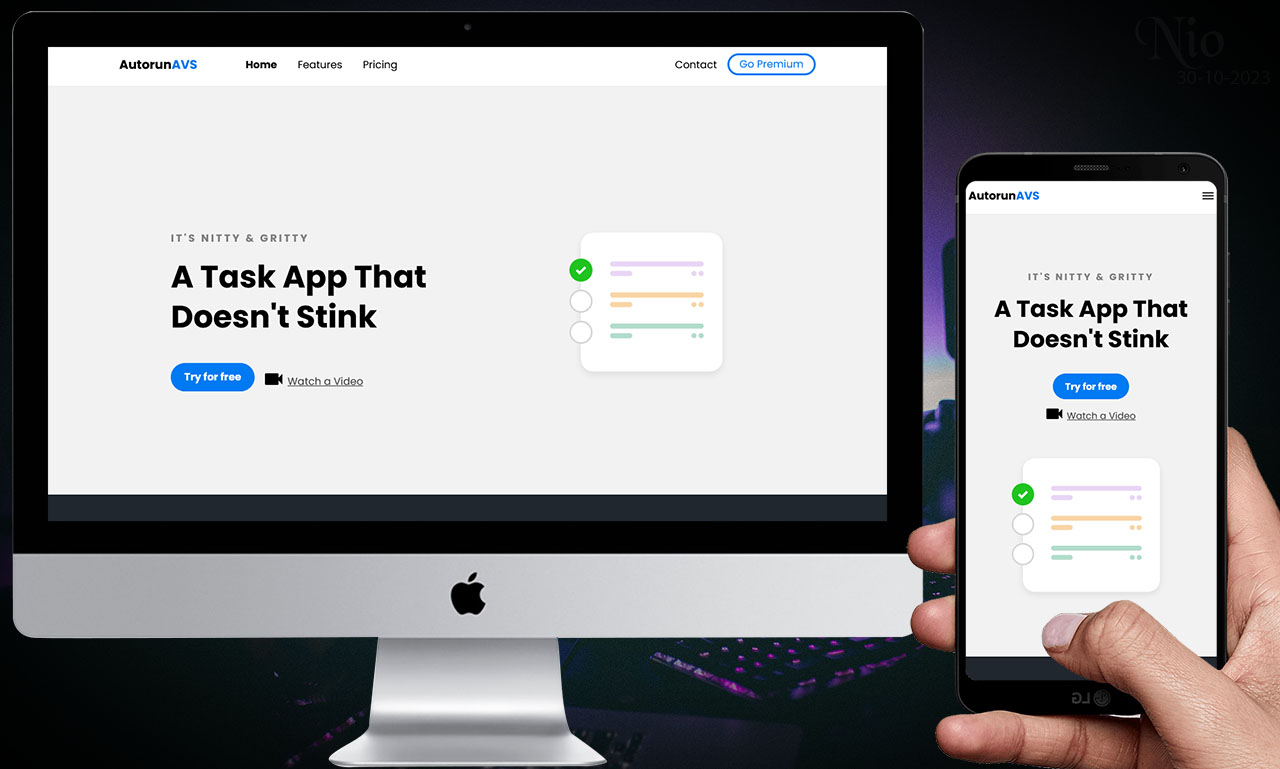 Nio
30-10-2023
AutorunAVS
Home
Features
Pricing
Contact
Go Premium
IT'S NITTY & GRITTY
A Task App That
Doesn't Stink
Try for free
Watch a Video
AutorunAVS
IT'S NITTY & GRITTY
A Task App That
Doesn't Stink
Try for free
Watch a Video
LG